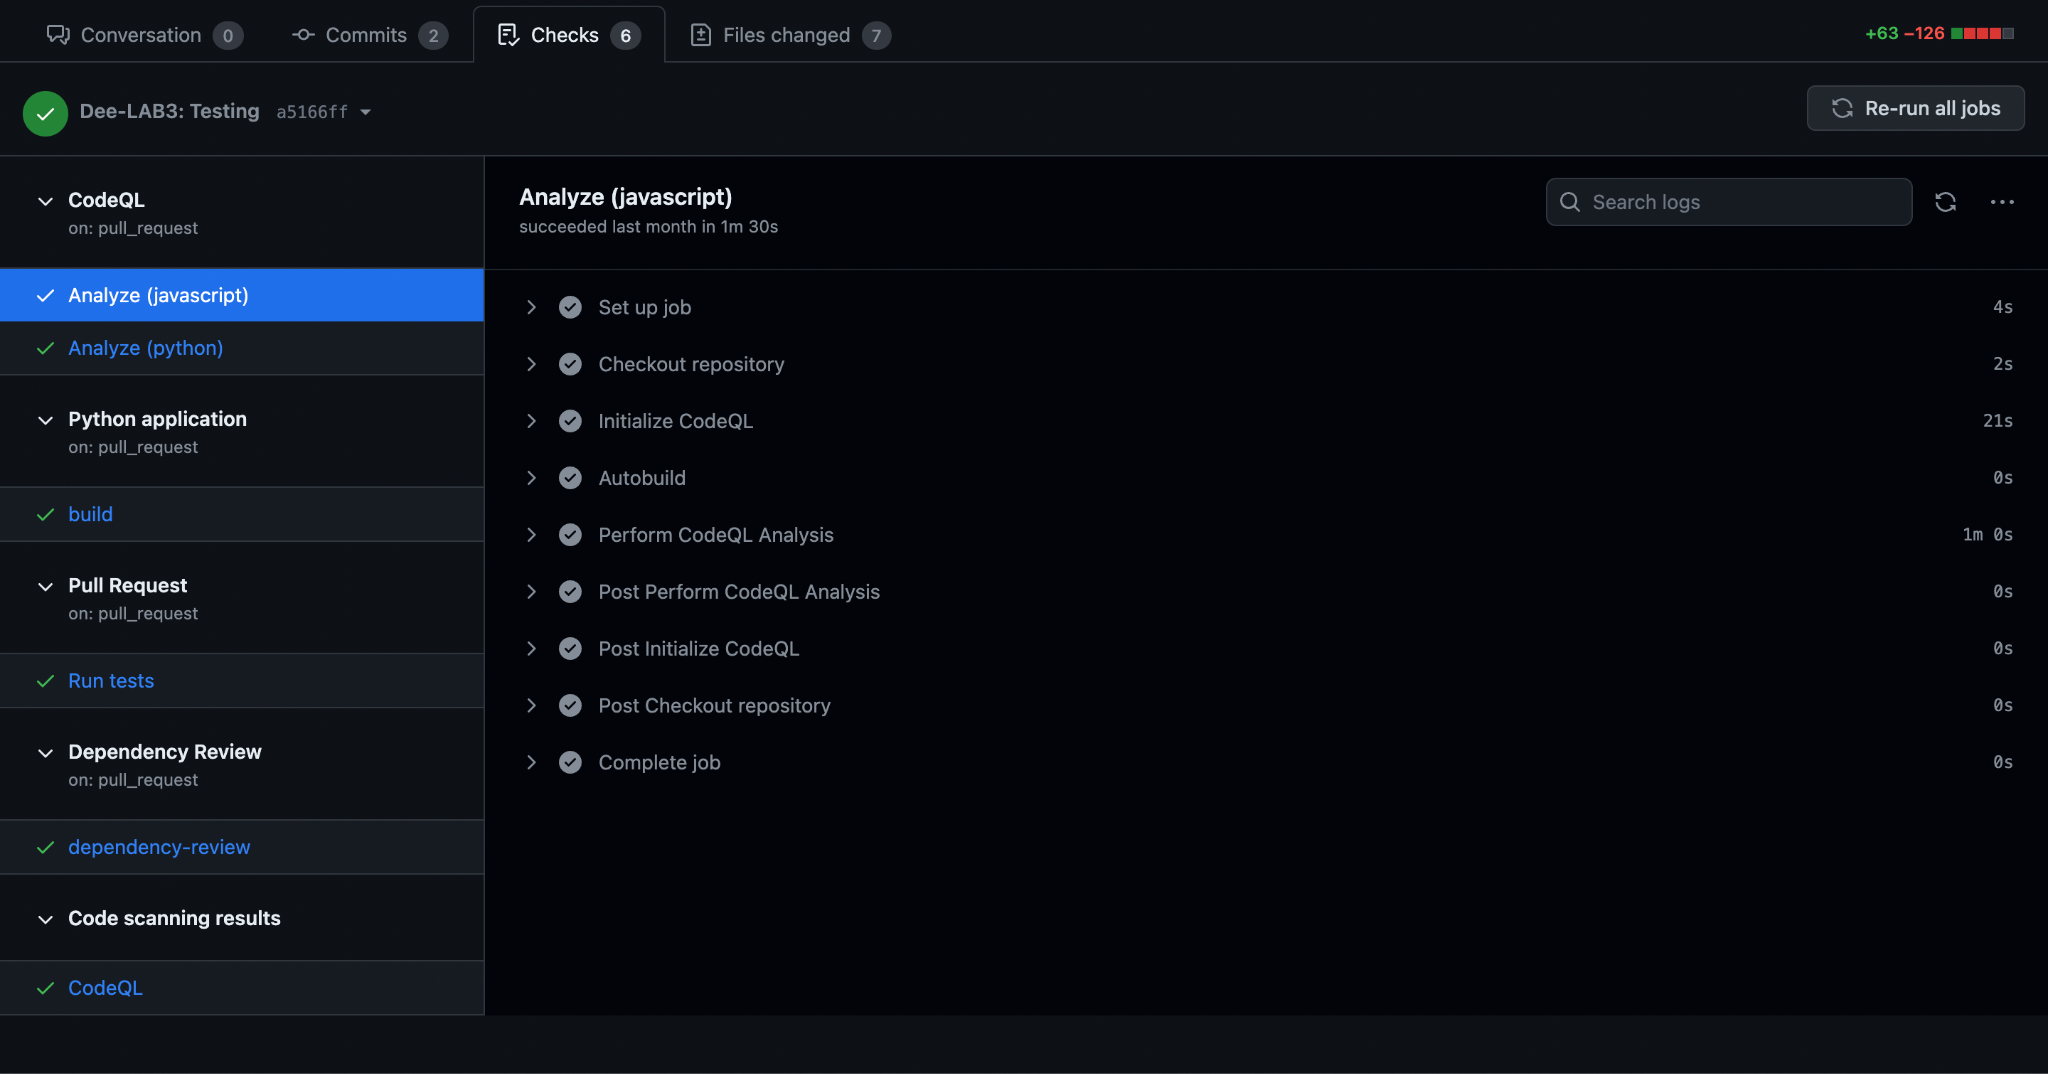 Conversation 0 Commits 2 Checks 6 Files changed 7 +63 −126
Dee-LAB3: Testing a5166ff Re-run all jobs
CodeQL
on: pull_request
Analyze (javascript)
Analyze (python)
Python application
on: pull_request
build
Pull Request
on: pull_request
Run tests
Dependency Review
on: pull_request
dependency-review
Code scanning results
CodeQL
Analyze (javascript)
succeeded last month in 1m 30s
Search logs
Set up job 4s
Checkout repository 2s
Initialize CodeQL 21s
Autobuild 0s
Perform CodeQL Analysis 1m 0s
Post Perform CodeQL Analysis 0s
Post Initialize CodeQL 0s
Post Checkout repository 0s
Complete job 0s